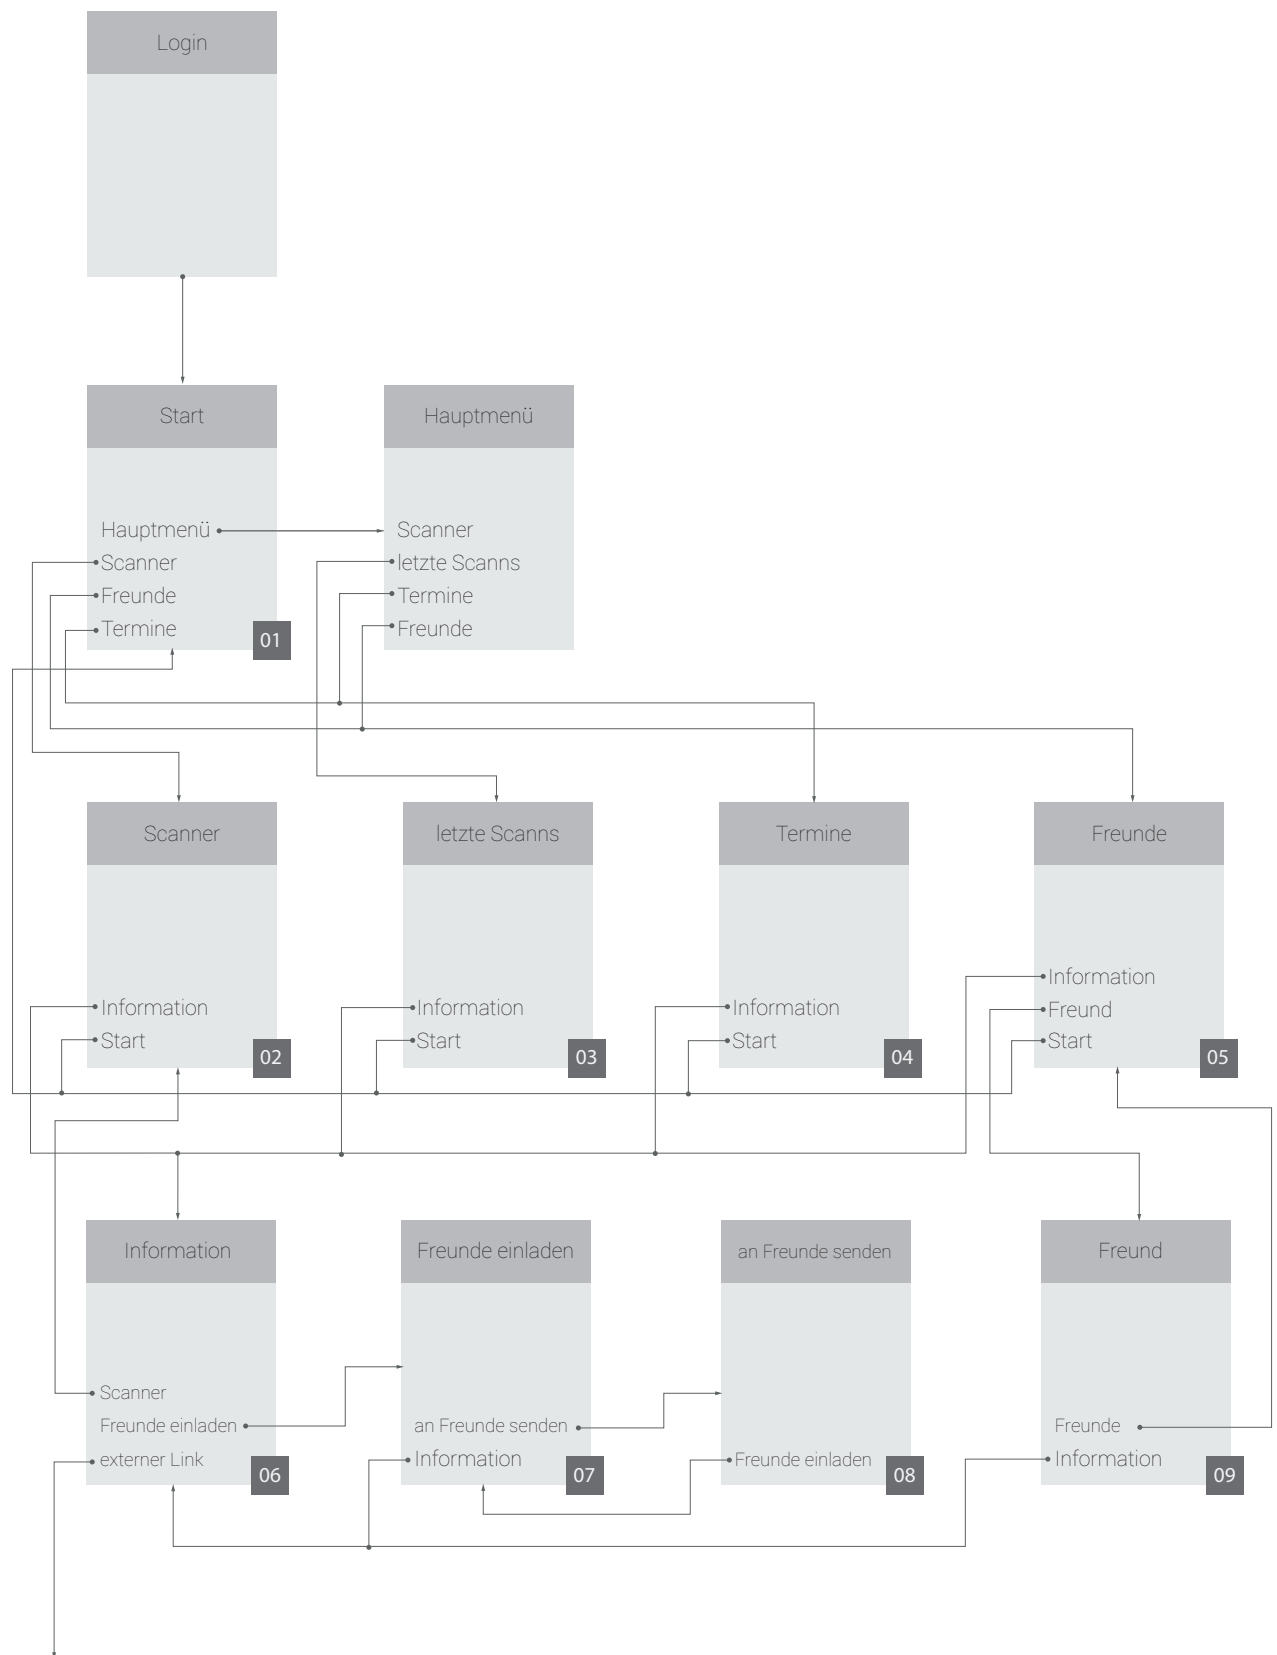 Login
Start
Hauptmenü
Scanner
Freunde
Termine
01
Hauptmenü
Scanner
letzte Scanns
Termine
Freunde
Scanner
Information
Start
02
letzte Scanns
Information
Start
03
Termine
Information
Start
04
Freunde
Information
Freund
Start
05
Information
Scanner
Freunde einladen
externer Link
06
Freunde einladen
an Freunde senden
Information
07
an Freunde senden
Freunde einladen
08
Freund
Freunde
Information
09